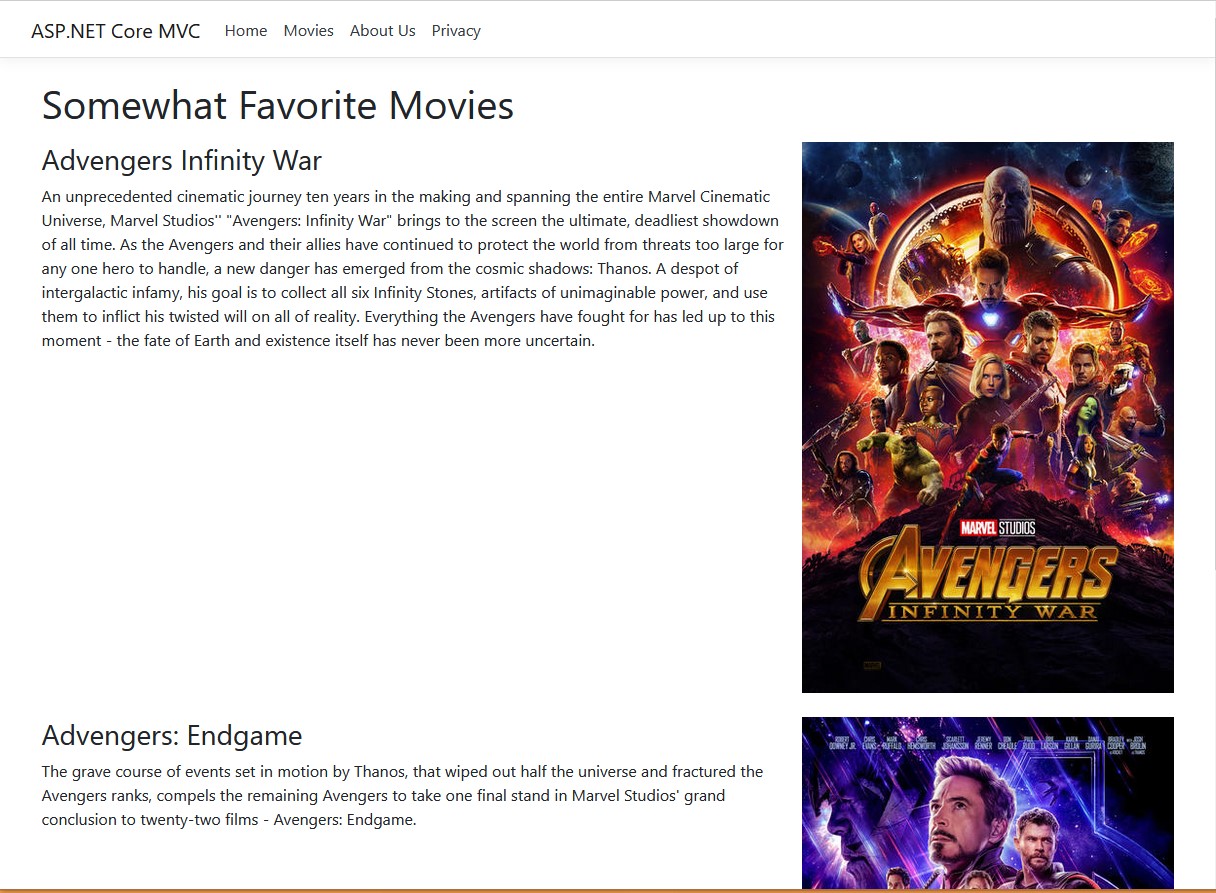 ASP.NET Core MVC Home Movies About Us Privacy
Somewhat Favorite Movies
Advengers Infinity War
An unprecedented cinematic journey ten years in the making and spanning the entire Marvel Cinematic
Universe, Marvel Studios'' "Avengers: Infinity War" brings to the screen the ultimate, deadliest showdown
of all time. As the Avengers and their allies have continued to protect the world from threats too large for
any one hero to handle, a new danger has emerged from the cosmic shadows: Thanos. A despot of
intergalactic infamy, his goal is to collect all six Infinity Stones, artifacts of unimaginable power, and use
them to inflict his twisted will on all of reality. Everything the Avengers have fought for has led up to this
moment - the fate of Earth and existence itself has never been more uncertain.
MARVEL STUDIOS
AVENGERS
INFINITY WAR
Advengers: Endgame
The grave course of events set in motion by Thanos, that wiped out half the universe and fractured the
Avengers ranks, compels the remaining Avengers to take one final stand in Marvel Studios' grand
conclusion to twenty-two films - Avengers: Endgame.
ROBERT DOWNEY JR. CHRIS EVANS MARK RUFFALO CHRIS HEMSWORTH SCARLETT JOHANSSON JEREMY RENNER DON CHEADLE PAUL RUDD BRIE LARSON KAREN GILLAN DANAI GURIRA BRADLEY COOPER JOSH BROLIN